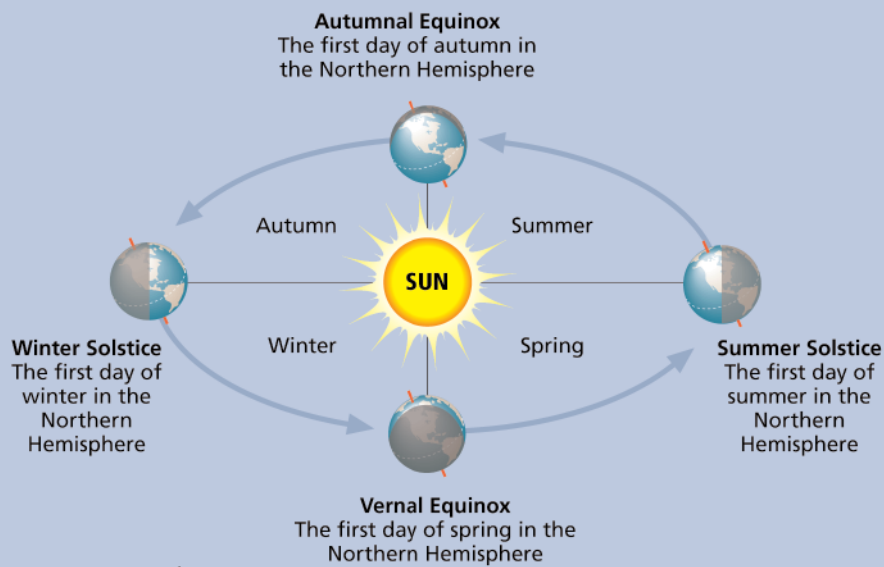 Autumnal Equinox
The first day of autumn in
the Northern Hemisphere
Autumn
Summer
SUN
Winter Solstice
The first day of
winter in the
Northern
Hemisphere
Winter
Spring
Summer Solstice
The first day of
summer in the
Northern
Hemisphere
Vernal Equinox
The first day of spring in the
Northern Hemisphere